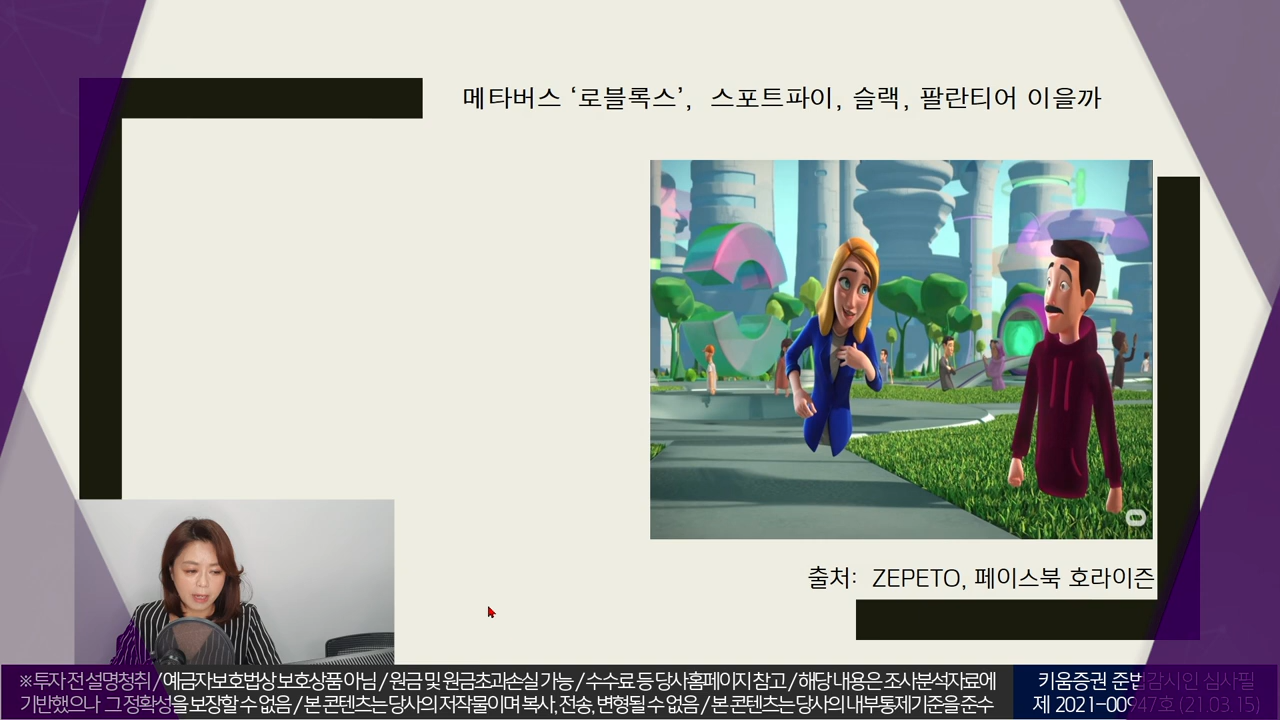 메타버스 ‘로블록스’, 스포트파이, 슬랙, 팔란티어 이을까
출처: ZEPETO, 페이스북 호라이즌
※투자 전 설명청취 / 예금자보호법상 보호상품 아님 / 원금 및 원금초과손실 가능 / 수수료 등 당사홈페이지 참고 / 해당 내용은 조사분석자료에
기반했으나 그 정확성을 보장할 수 없음 / 본 콘텐츠는 당사의 저작물이며 복사, 전송, 변형될 수 없음 / 본 콘텐츠는 당사의 내부통제기준을 준수
키움증권 준법감시인 심사필
제 2021-00947호 (21.03.15)